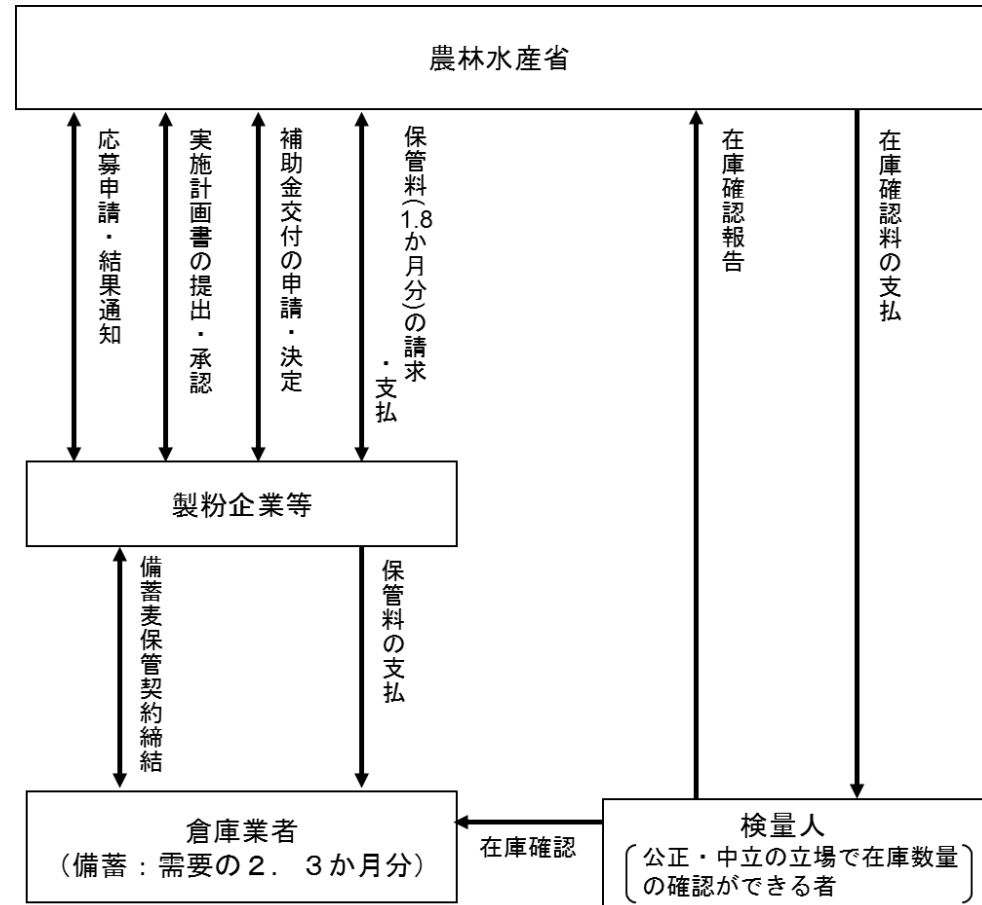 農林水産省
応募申請・結果通知
実施計画書の提出・承認
補助金交付の申請・決定
保管料(1.8か月分)の請求
・支払
在庫確認報告
在庫確認料の支払
製粉企業等
備蓄麦保管契約締結
保管料の支払
倉庫業者
（備蓄：需要の２．３か月分）
在庫確認
検量人
公正・中立の立場で在庫数量
の確認ができる者